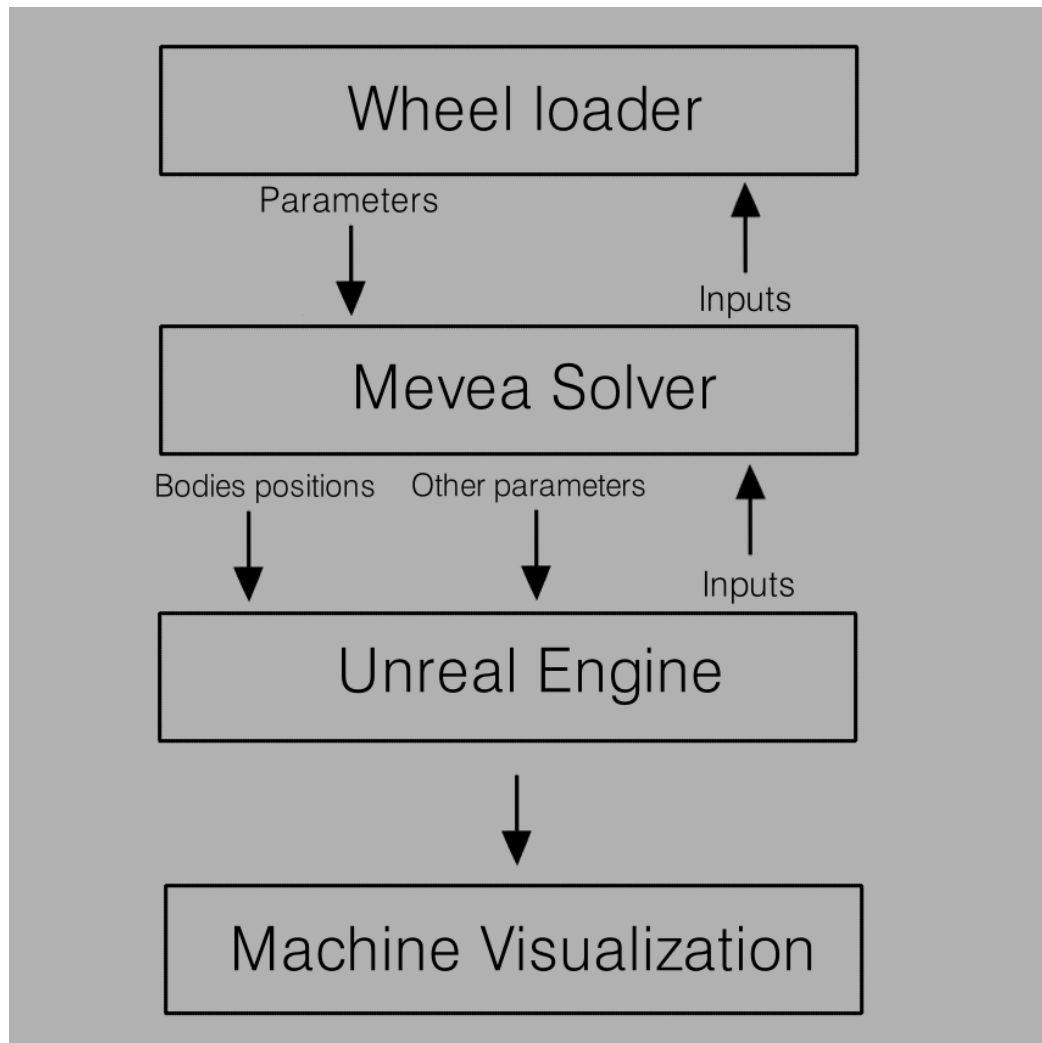 Wheel loader
Parameters
Inputs
Mevea Solver
Bodies positions Other parameters
Inputs
Unreal Engine
Machine Visualization